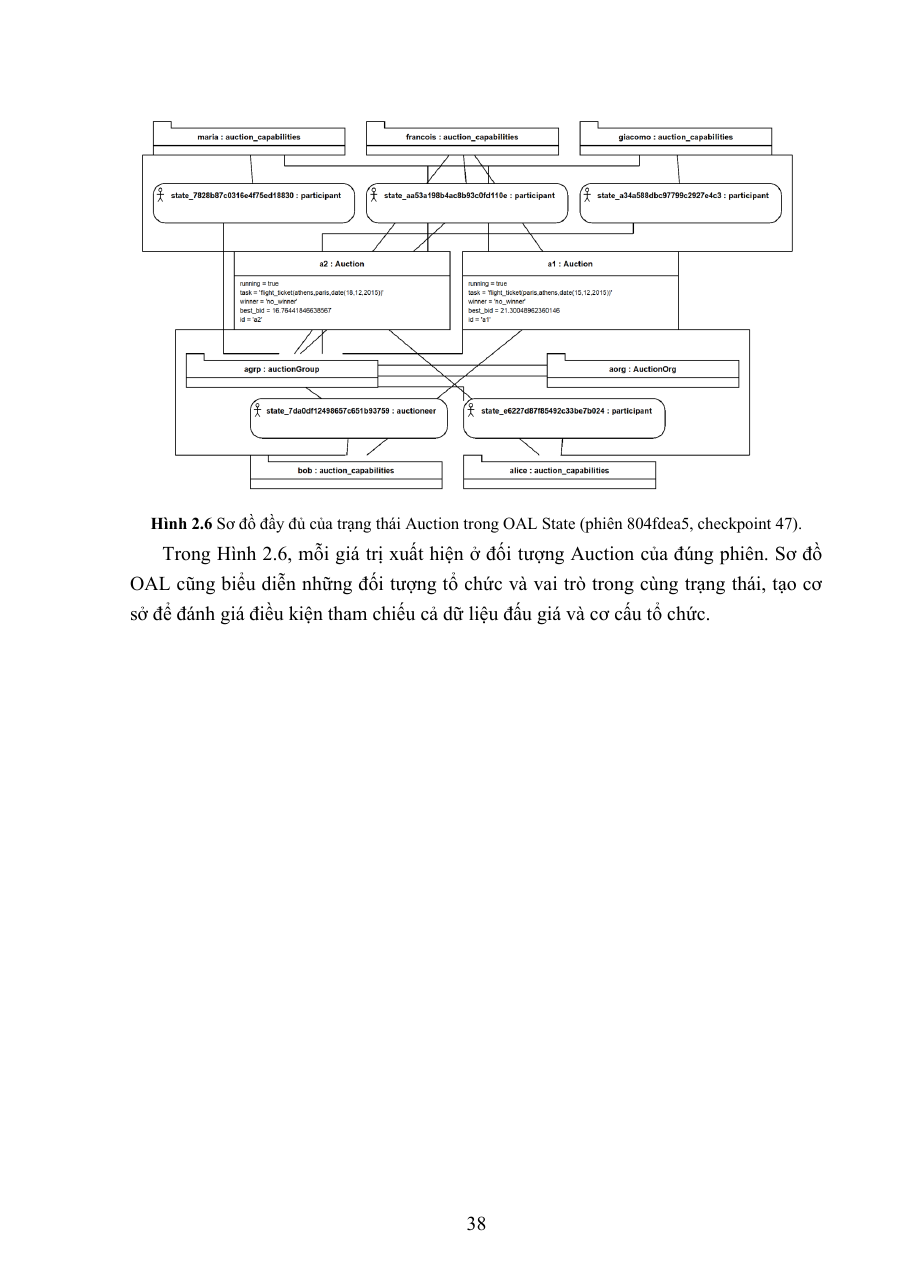 maria : auction_capabilities
francois : auction_capabilities
giacomo : auction_capabilities
state_7828b87c0316e4f75ed18830 : participant
state_aa53a198b4ac8b93c0fd110e : participant
state_a34a588dbc97799c2927e4c3 : participant
a2 : Auction
running = true
task = 'flight_ticket(athens,paris,date(18,12,2015))'
winner = 'no_winner'
best_bid = 16.76441846638567
id = 'a2'
a1 : Auction
running = true
task = 'flight_ticket(paris,athens,date(15,12,2015))'
winner = 'no_winner'
best_bid = 21.30048962360146
id = 'a1'
agrp : auctionGroup
aorg : AuctionOrg
state_7da0df12498657c651b93759 : auctioneer
state_e6227d87f85492c33be7b024 : participant
bob : auction_capabilities
alice : auction_capabilities
Hình 2.6 Sơ đồ đầy đủ của trạng thái Auction trong OAL State (phiên 804fdea5, checkpoint 47).
Trong Hình 2.6, mỗi giá trị xuất hiện ở đối tượng Auction của đúng phiên. Sơ đồ
OAL cũng biểu diễn những đối tượng tổ chức và vai trò trong cùng trạng thái, tạo cơ
sở để đánh giá điều kiện tham chiếu cả dữ liệu đấu giá và cơ cấu tổ chức.
38